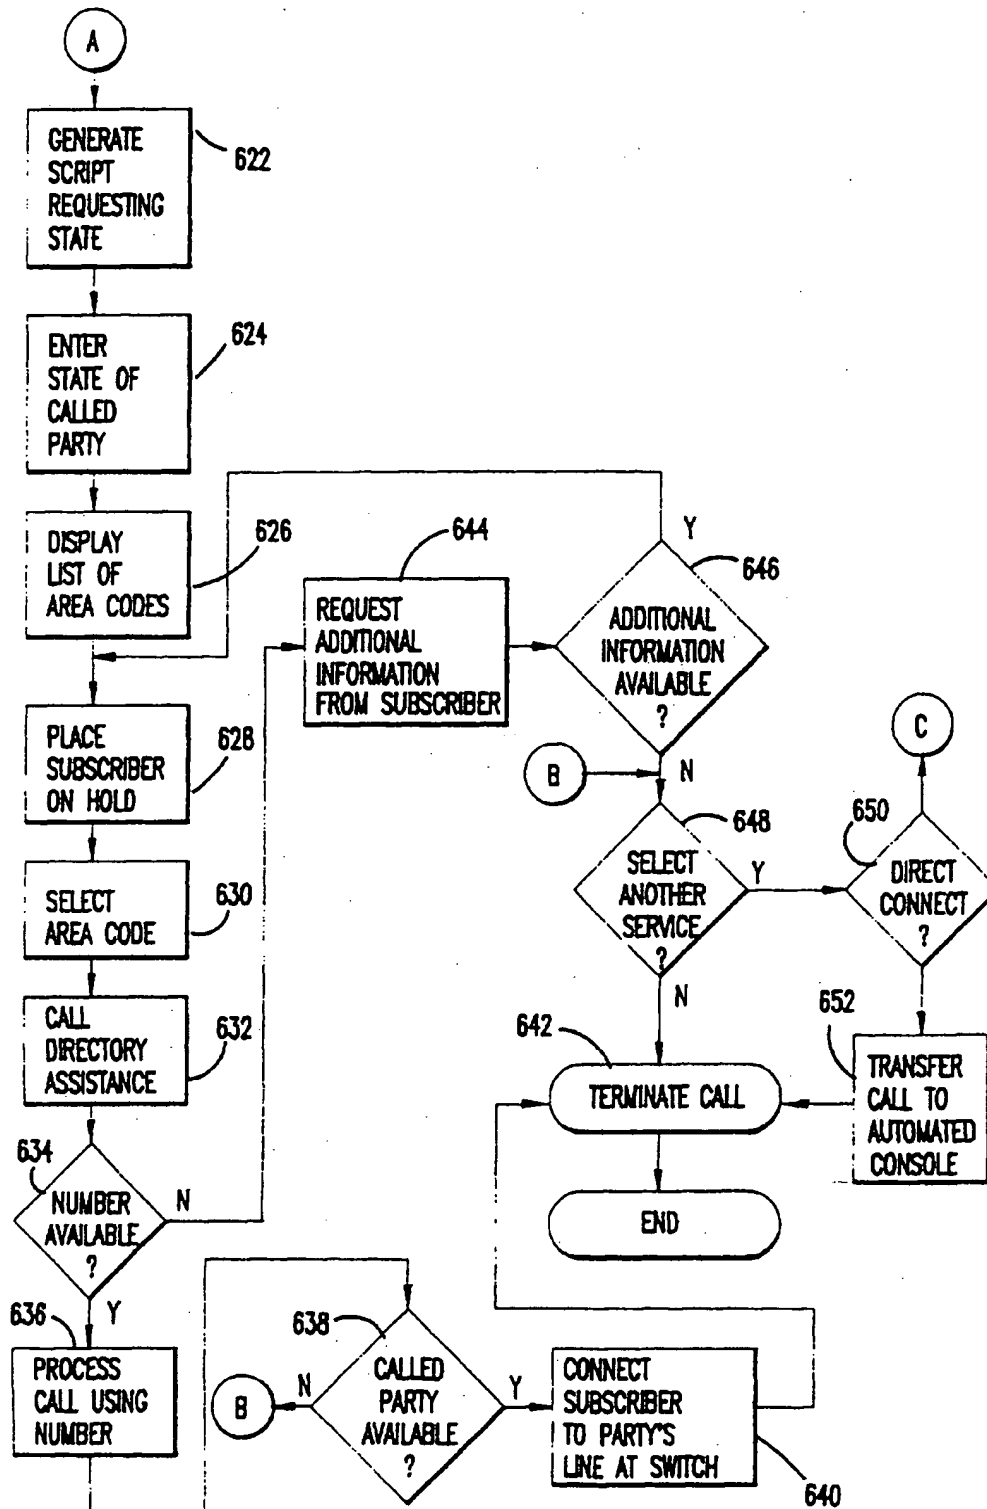 A
GENERATE
SCRIPT
REQUESTING
STATE
622
ENTER
STATE OF
CALLED
PARTY
624
DISPLAY
LIST OF
AREA CODES
626
PLACE
SUBSCRIBER
ON HOLD
628
SELECT
AREA CODE
630
CALL
DIRECTORY
ASSISTANCE
632
634
NUMBER
AVAILABLE
?
N
Y
636
PROCESS
CALL USING
NUMBER
644
REQUEST
ADDITIONAL
INFORMATION
FROM SUBSCRIBER
Y
646
ADDITIONAL
INFORMATION
AVAILABLE
?
N
B
648
SELECT
ANOTHER
SERVICE
?
Y
N
C
650
DIRECT
CONNECT
?
652
TRANSFER
CALL TO
AUTOMATED
CONSOLE
642
TERMINATE CALL
END
638
CALLED
PARTY
AVAILABLE
?
N
B
Y
CONNECT
SUBSCRIBER
TO PARTY'S
LINE AT SWITCH
640